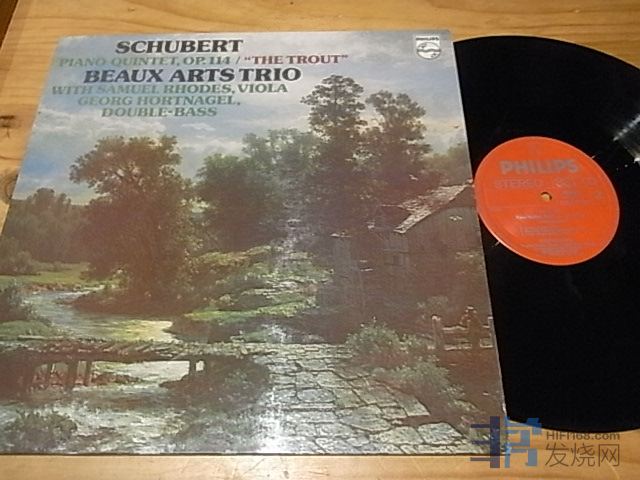 SCHUBERT
PIANO-QUINTET, OP.114 / "THE TROUT"
BEAUX ARTS TRIO
WITH SAMUEL RHODES, VIOLA
GEORG HORTNAGEL,
DOUBLE-BASS
PHILIPS
PHILIPS
STEREO
HIFI168.com
发烧网